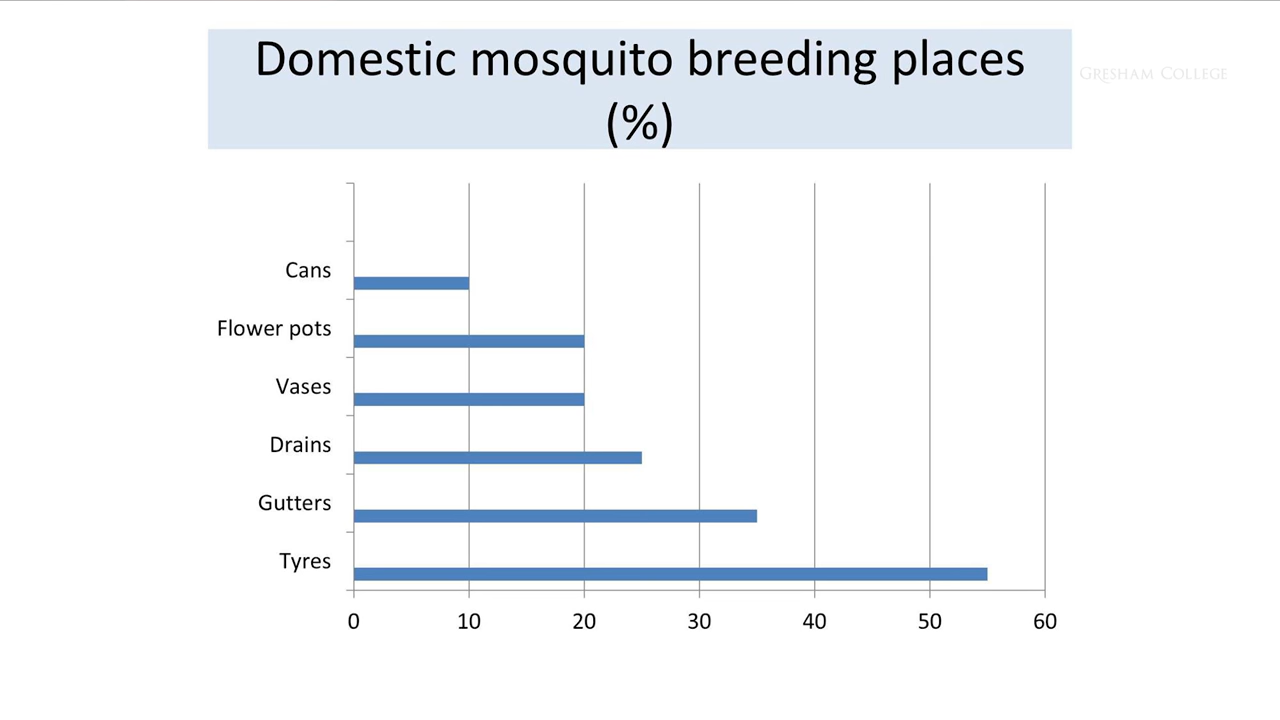 Domestic mosquito breeding places
(%)
GRESHAM COLLEGE
Cans
Flower pots
Vases
Drains
Gutters
Tyres
0 10 20 30 40 50 60